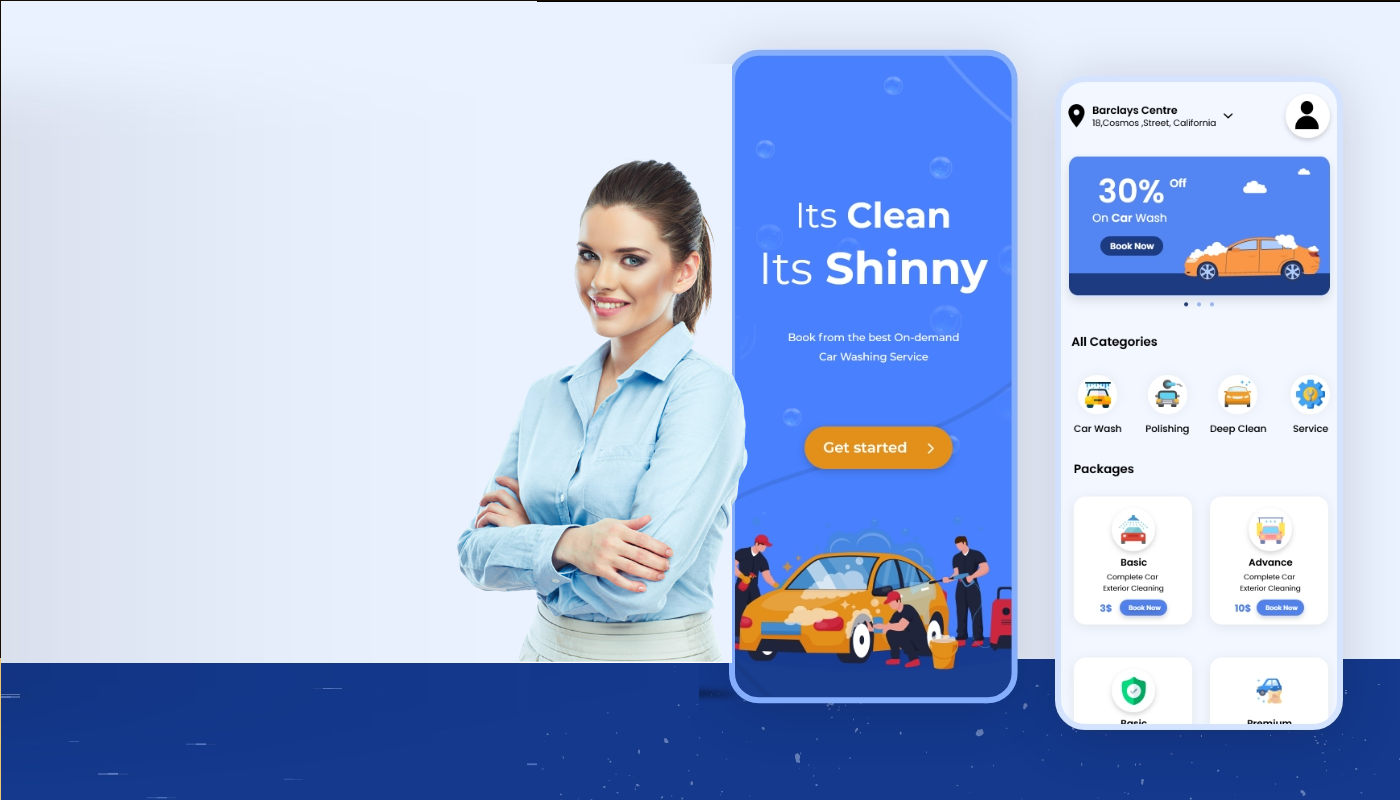 Its Clean
Its Shinny
Book from the best On-demand
Car Washing Service
Get started
Barclays Centre
18,Cosmos ,Street, California
30% Off
On Car Wash
Book Now
All Categories
Car Wash Polishing Deep Clean Service
Packages
Basic Advance
Complete Car Complete Car
Exterior Cleaning Exterior Cleaning
3$ Book Now 10$ Book Now
Basic Premium